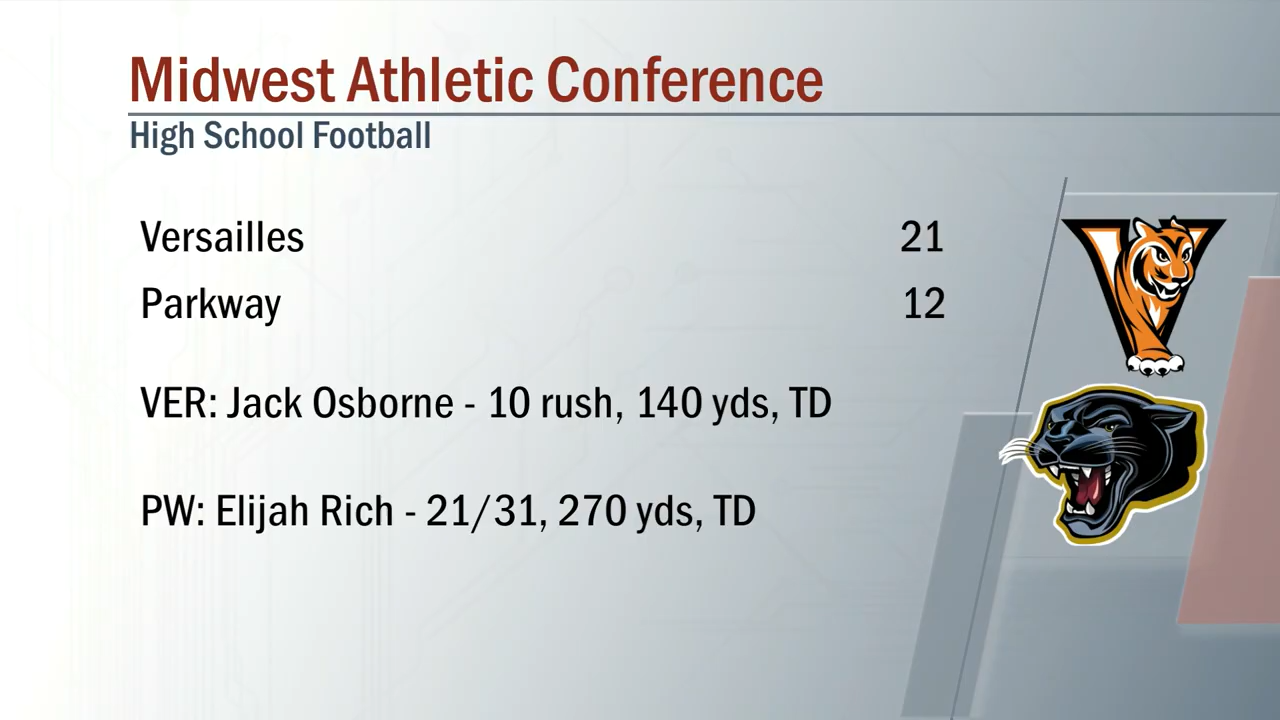 Midwest Athletic Conference
High School Football
Versailles 21
Parkway 12
VER: Jack Osborne - 10 rush, 140 yds, TD
PW: Elijah Rich - 21/31, 270 yds, TD
V